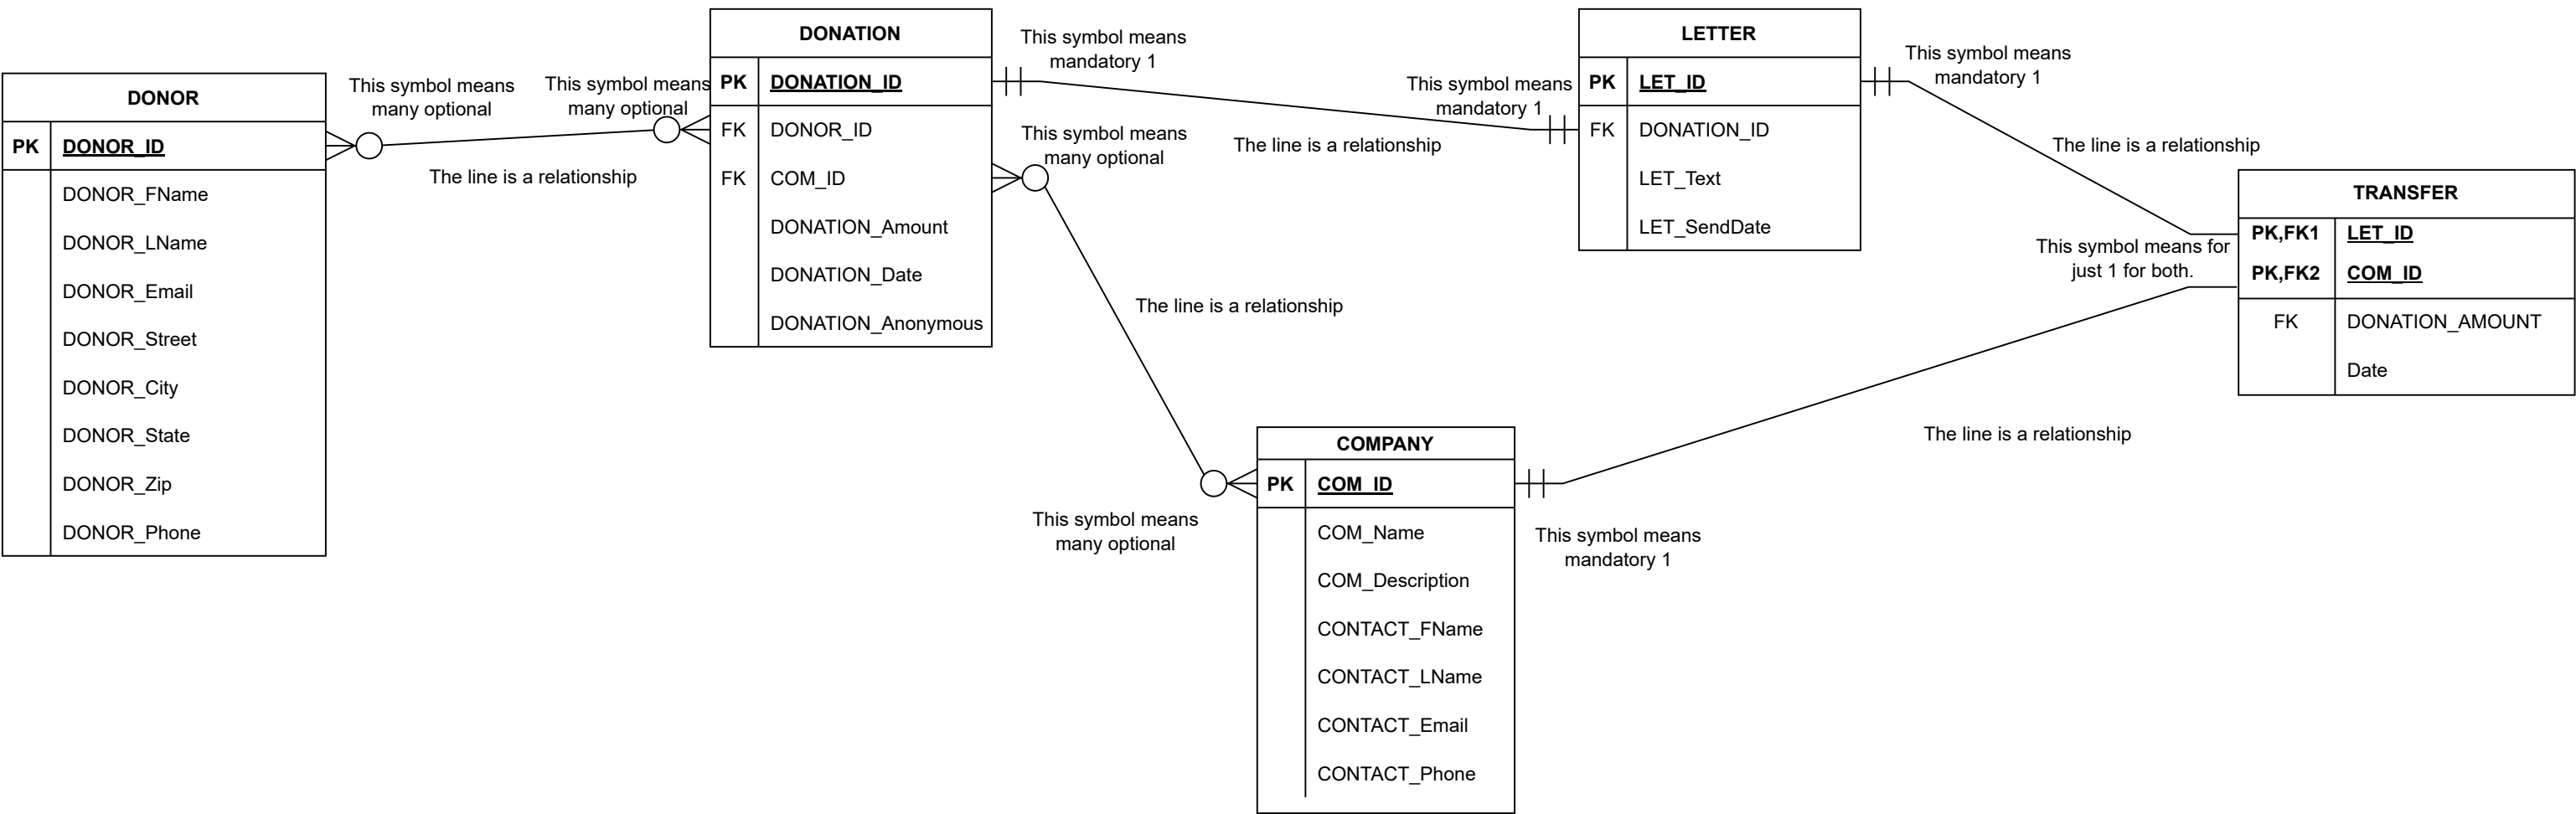 DONOR
PK DONOR_ID
DONOR_FName
DONOR_LName
DONOR_Email
DONOR_Street
DONOR_City
DONOR_State
DONOR_Zip
DONOR_Phone
This symbol means
many optional
The line is a relationship
This symbol means
many optional
DONATION
PK DONATION_ID
FK DONOR_ID
FK COM_ID
DONATION_Amount
DONATION_Date
DONATION_Anonymous
This symbol means
mandatory 1
This symbol means
many optional
The line is a relationship
This symbol means
mandatory 1
The line is a relationship
This symbol means
many optional
LETTER
PK LET_ID
FK DONATION_ID
LET_Text
LET_SendDate
This symbol means
mandatory 1
The line is a relationship
This symbol means for
just 1 for both.
TRANSFER
PK,FK1 LET_ID
PK,FK2 COM_ID
FK DONATION_AMOUNT
Date
The line is a relationship
COMPANY
PK COM_ID
COM_Name
COM_Description
CONTACT_FName
CONTACT_LName
CONTACT_Email
CONTACT_Phone
This symbol means
mandatory 1